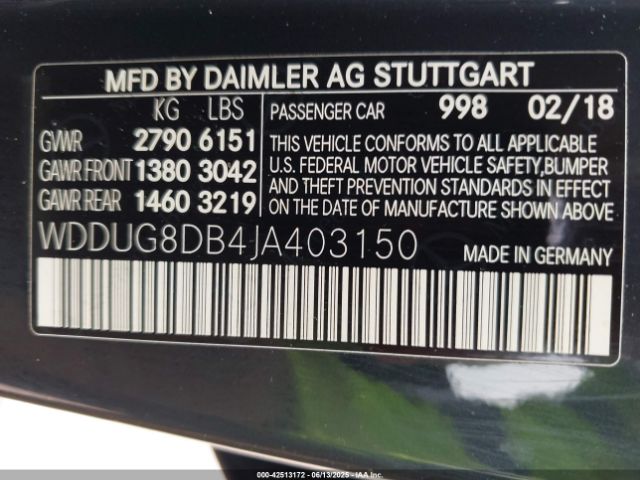 MFD BY DAIMLER AG STUTTGART
KG LBS PASSENGER CAR 998 02/18
GVWR 2790 6151 THIS VEHICLE CONFORMS TO ALL APPLICABLE
GAWR FRONT 1380 3042 U.S. FEDERAL MOTOR VEHICLE SAFETY,BUMPER
GAWR REAR 1460 3219 AND THEFT PREVENTION STANDARDS IN EFFECT
ON THE DATE OF MANUFACTURE SHOWN ABOVE
WDDUG8DB4JA403150 MADE IN GERMANY
00-42513172 - 06/13/2025 - IAA Inc.